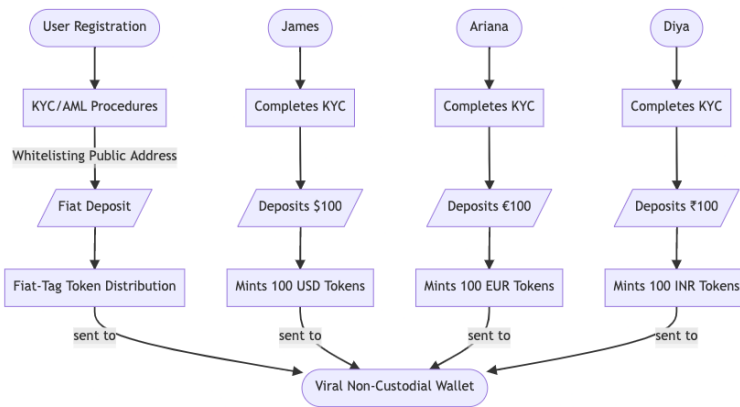 User Registration
James
Ariana
Diya
KYC/AML Procedures
Completes KYC
Completes KYC
Completes KYC
Whitelisting Public Address
Fiat Deposit
Deposits $100
Deposits €100
Deposits ₹100
Fiat-Tag Token Distribution
Mints 100 USD Tokens
Mints 100 EUR Tokens
Mints 100 INR Tokens
sent to
sent to
sent to
sent to
Viral Non-Custodial Wallet